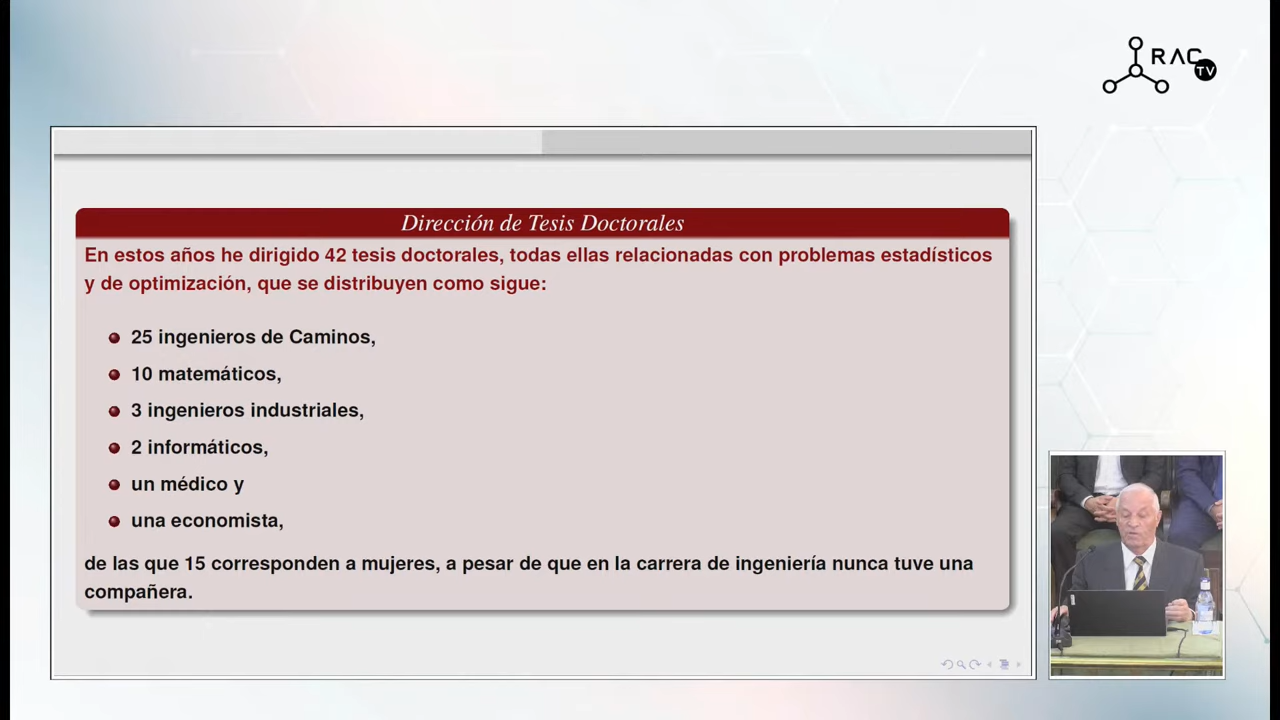 RAC
TV
Dirección de Tesis Doctorales
En estos años he dirigido 42 tesis doctorales, todas ellas relacionadas con problemas estadísticos
y de optimización, que se distribuyen como sigue:
25 ingenieros de Caminos,
10 matemáticos,
3 ingenieros industriales,
2 informáticos,
un médico y
una economista,
de las que 15 corresponden a mujeres, a pesar de que en la carrera de ingeniería nunca tuve una
compañera.